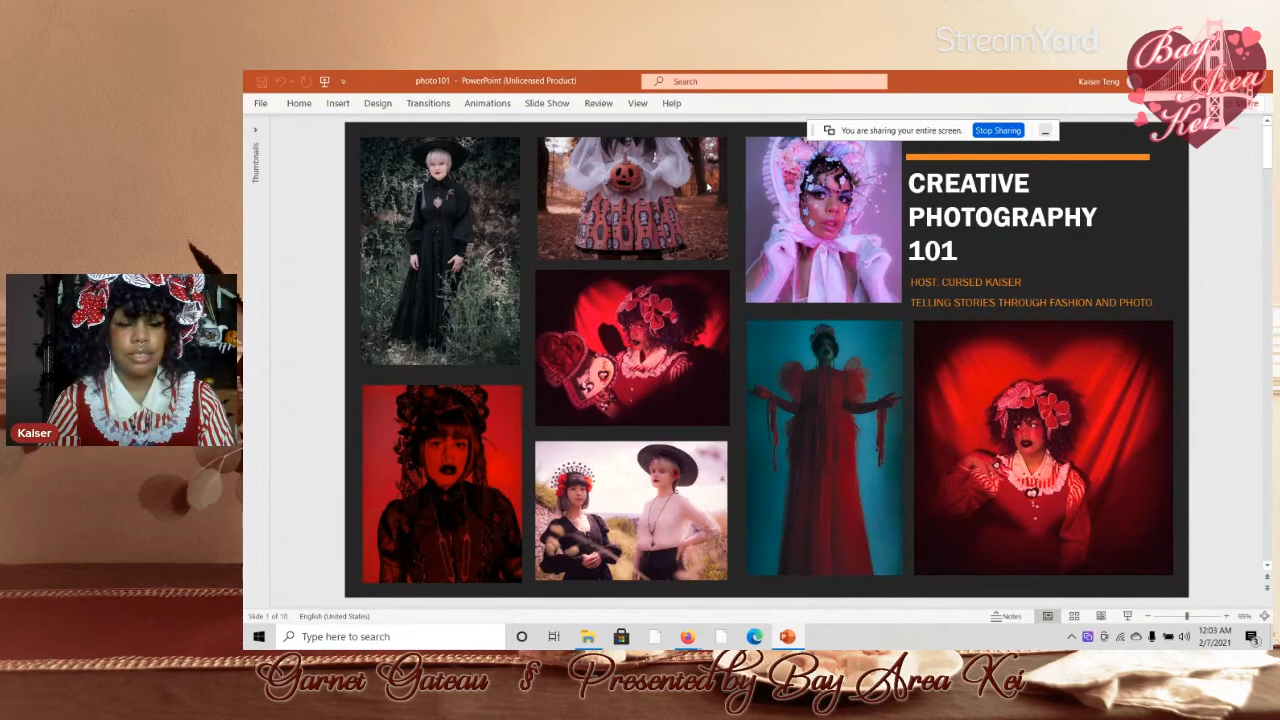 StreamYard
Bay
Area
Kei
photo101 - PowerPoint (Unlicensed Product)
Search
Kaiser Teng
File Home Insert Design Transitions Animations Slide Show Review View Help
You are sharing your entire screen. Stop Sharing
Thumbnails
CREATIVE
PHOTOGRAPHY
101
HOST: CURSED KAISER
TELLING STORIES THROUGH FASHION AND PHOTO.
Kaiser
Slide 1 of 10 English (United States)
Notes
99%
Type here to search
12:03 AM
2/7/2021
3
Garnet Gateau § Presented by Bay Area Kei